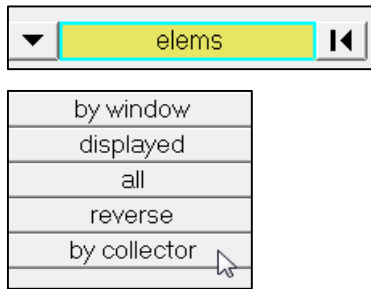 elems
by window
displayed
all
reverse
by collector